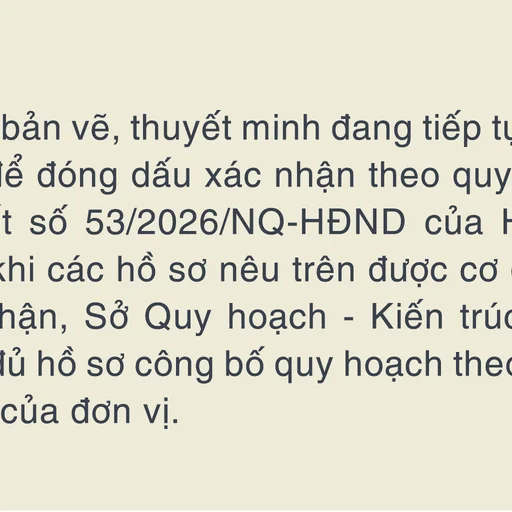 bản vẽ, thuyết minh đang tiếp tụ
để đóng dấu xác nhận theo quy
t số 53/2026/NQ-HĐND của H
khi các hồ sơ nêu trên được cơ
hận, Sở Quy hoạch - Kiến trúc
đủ hồ sơ công bố quy hoạch theo
của đơn vị.